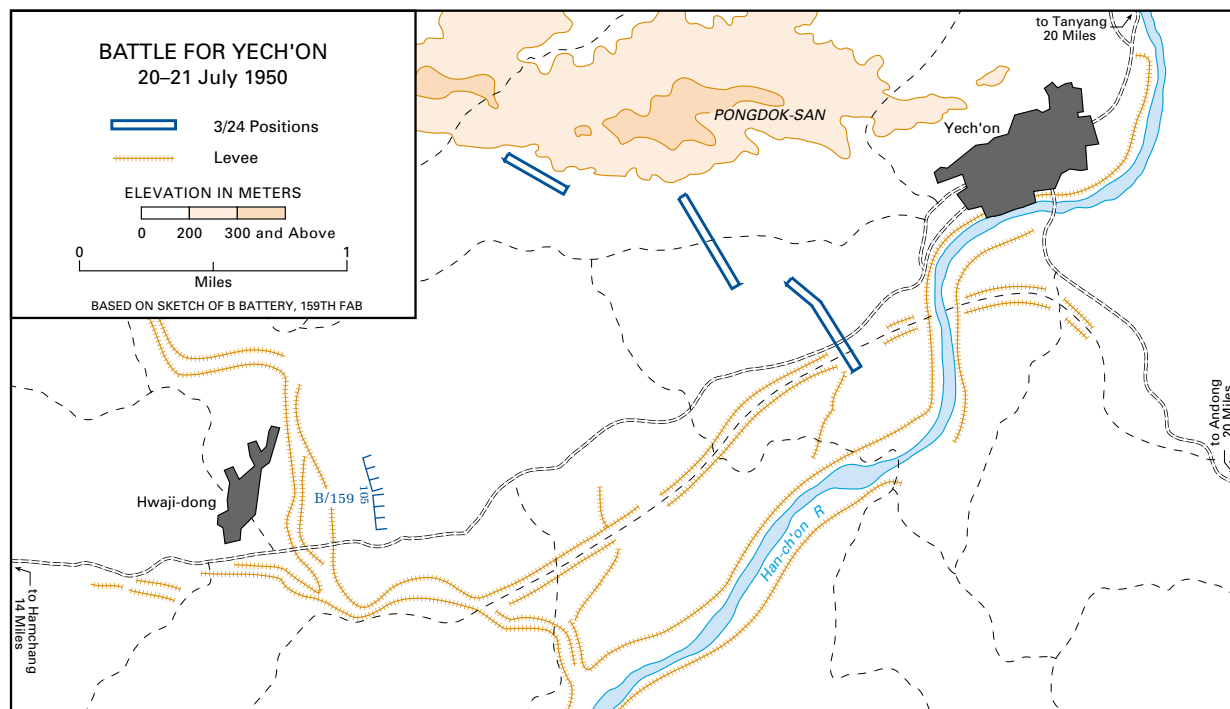 BATTLE FOR YECH'ON
20–21 July 1950
3/24 Positions
Levee
ELEVATION IN METERS
0 200 300 and Above
0 1
Miles
BASED ON SKETCH OF B BATTERY, 159TH FAB
to Tanyang
20 Miles
PONGDOK-SAN
Yech'on
to Andong
20 Miles
Hwaji-dong
B/159
105
Han-ch'on R
to Hamchang
14 Miles